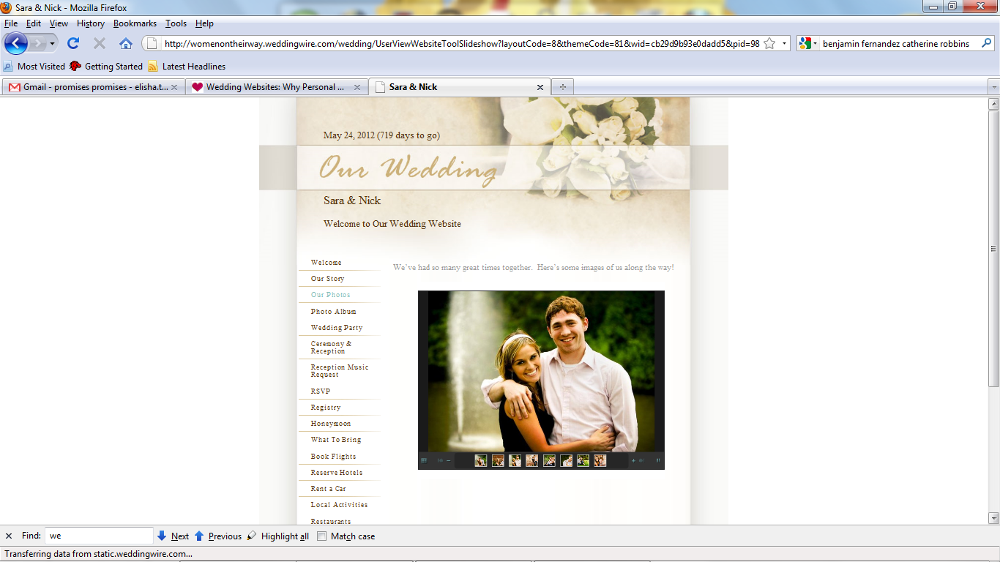 Sara & Nick - Mozilla Firefox
File Edit View History Bookmarks Tools Help
http://womenontheirway.weddingwire.com/wedding/UserViewWebsiteToolSlideshow?layoutCode=8&themeCode=81&wid=cb29d9b93e0dadd5&pid=98
benjamin fernandez catherine robbins
Most Visited Getting Started Latest Headlines
Gmail - promises promises - elisha.t... Wedding Websites: Why Personal ... Sara & Nick
May 24, 2012 (719 days to go)
Our Wedding
Sara & Nick
Welcome to Our Wedding Website
Welcome
We've had so many great times together. Here's some images of us along the way!
Our Story
Our Photos
Photo Album
Wedding Party
Ceremony &
Reception
Reception Music
Request
RSVP
Registry
Honeymoon
What To Bring
Book Flights
Reserve Hotels
Rent a Car
Local Activities
Restaurants
Find: we Next Previous Highlight all Match case
Transferring data from static.weddingwire.com...